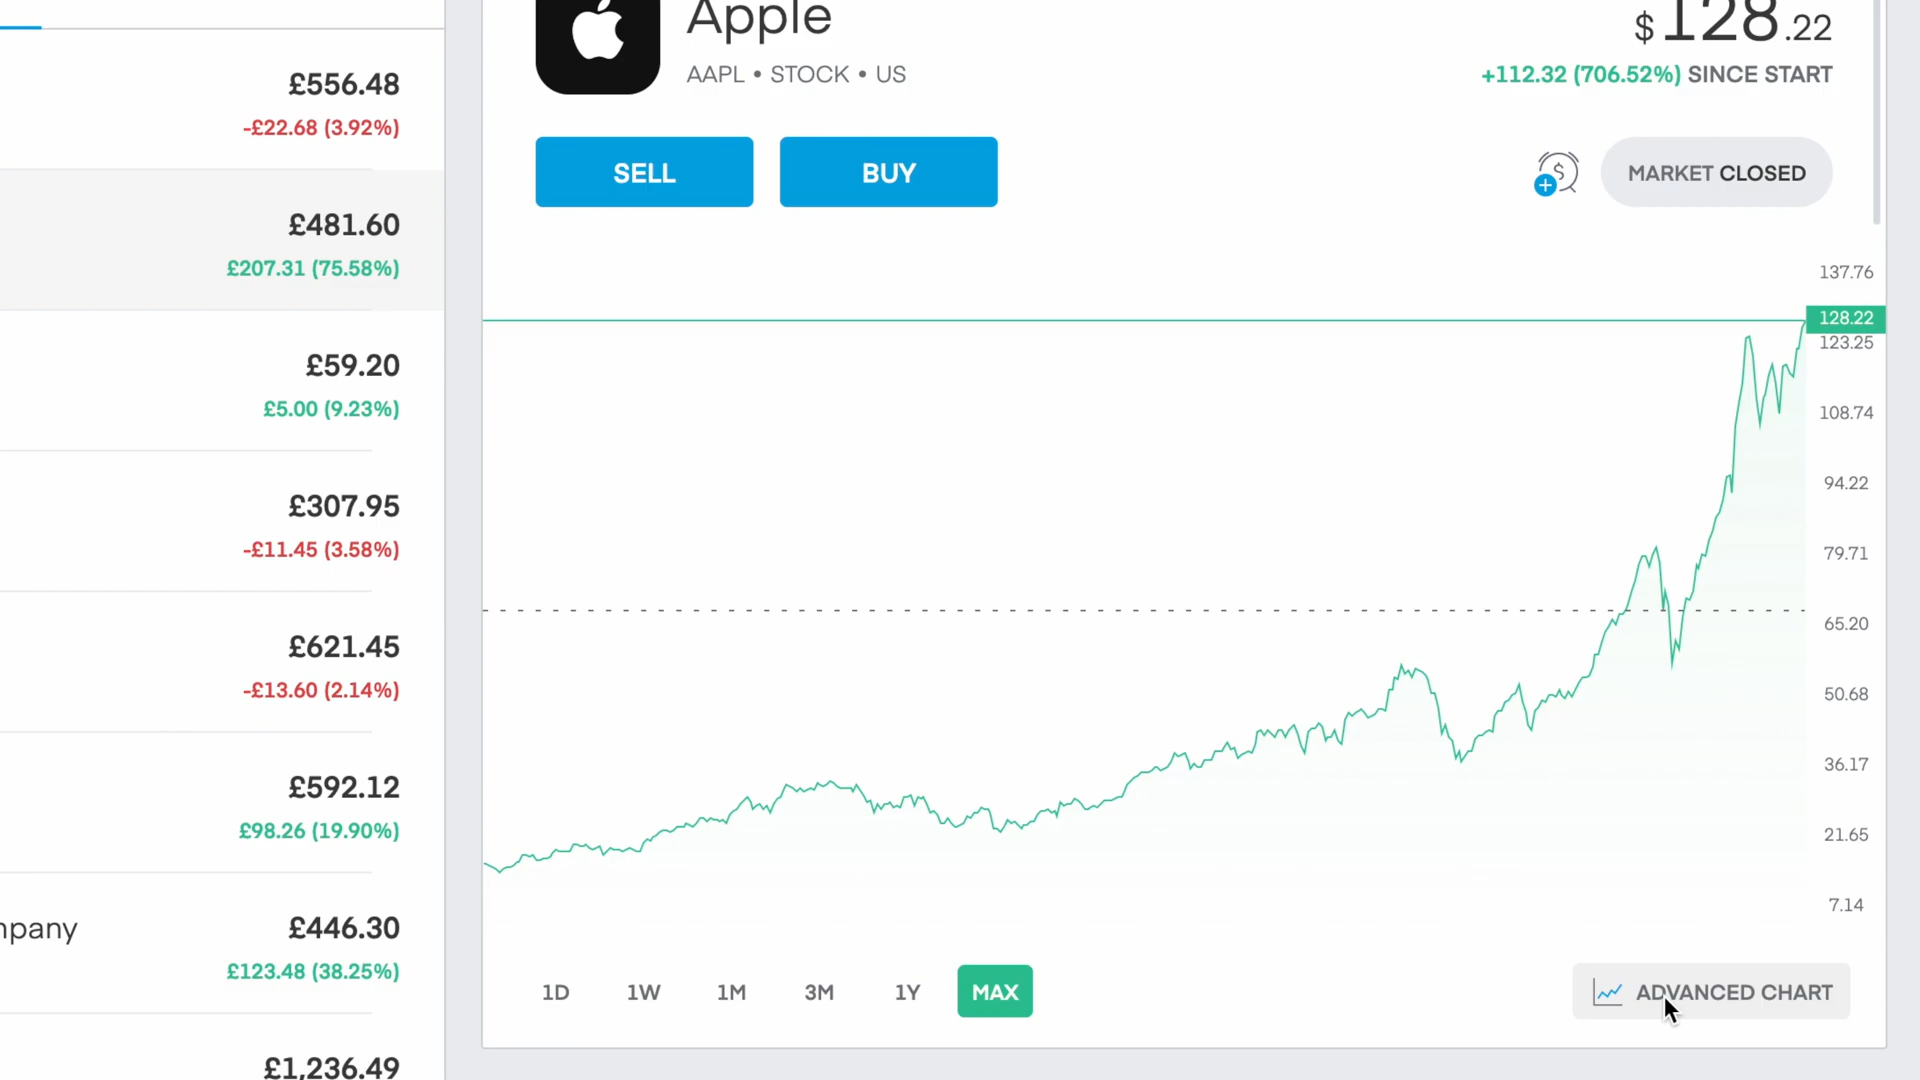 £556.48
-£22.68 (3.92%)
£481.60
£207.31 (75.58%)
£59.20
£5.00 (9.23%)
£307.95
-£11.45 (3.58%)
£621.45
-£13.60 (2.14%)
£592.12
£98.26 (19.90%)
mpany £446.30
£123.48 (38.25%)
£1,236.49
Apple
AAPL • STOCK • US
$128.22
+112.32 (706.52%) SINCE START
SELL
BUY
MARKET CLOSED
137.76
128.22
123.25
108.74
94.22
79.71
65.20
50.68
36.17
21.65
7.14
1D 1W 1M 3M 1Y MAX
ADVANCED CHART